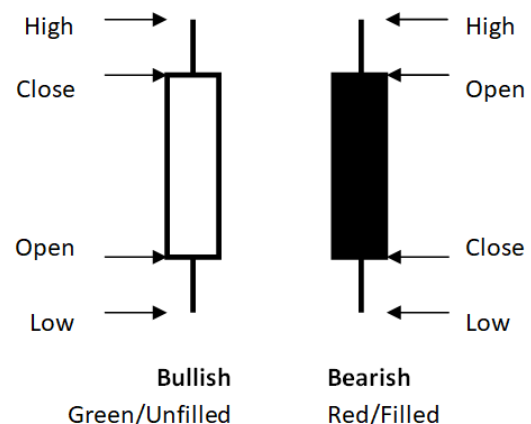 High
High
Close
Open
Open
Close
Low
Low
Bullish
Bearish
Green/Unfilled
Red/Filled